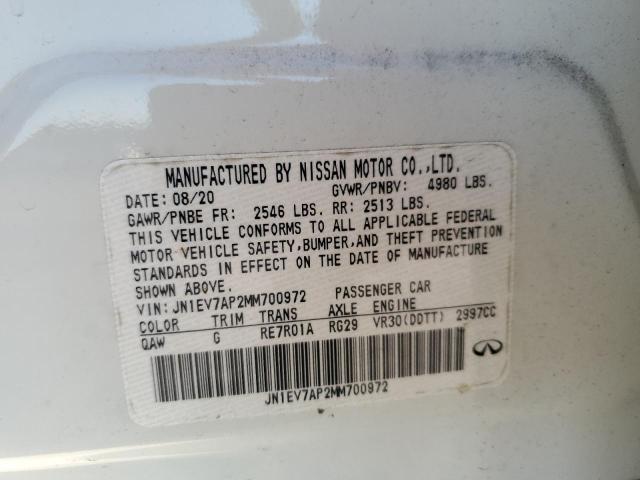 MANUFACTURED BY NISSAN MOTOR CO.,LTD.
DATE: 08/20 GVWR/PNBV: 4980 LBS.
GAWR/PNBE FR: 2546 LBS. RR: 2513 LBS.
THIS VEHICLE CONFORMS TO ALL APPLICABLE FEDERAL
MOTOR VEHICLE SAFETY, BUMPER, AND THEFT PREVENTION
STANDARDS IN EFFECT ON THE DATE OF MANUFACTURE
SHOWN ABOVE.
VIN: JN1EV7AP2MM700972 PASSENGER CAR
COLOR TRIM TRANS AXLE ENGINE
QAW G RE7R01A RG29 VR30(DDTT) 2997CC
JN1EV7AP2MM700972